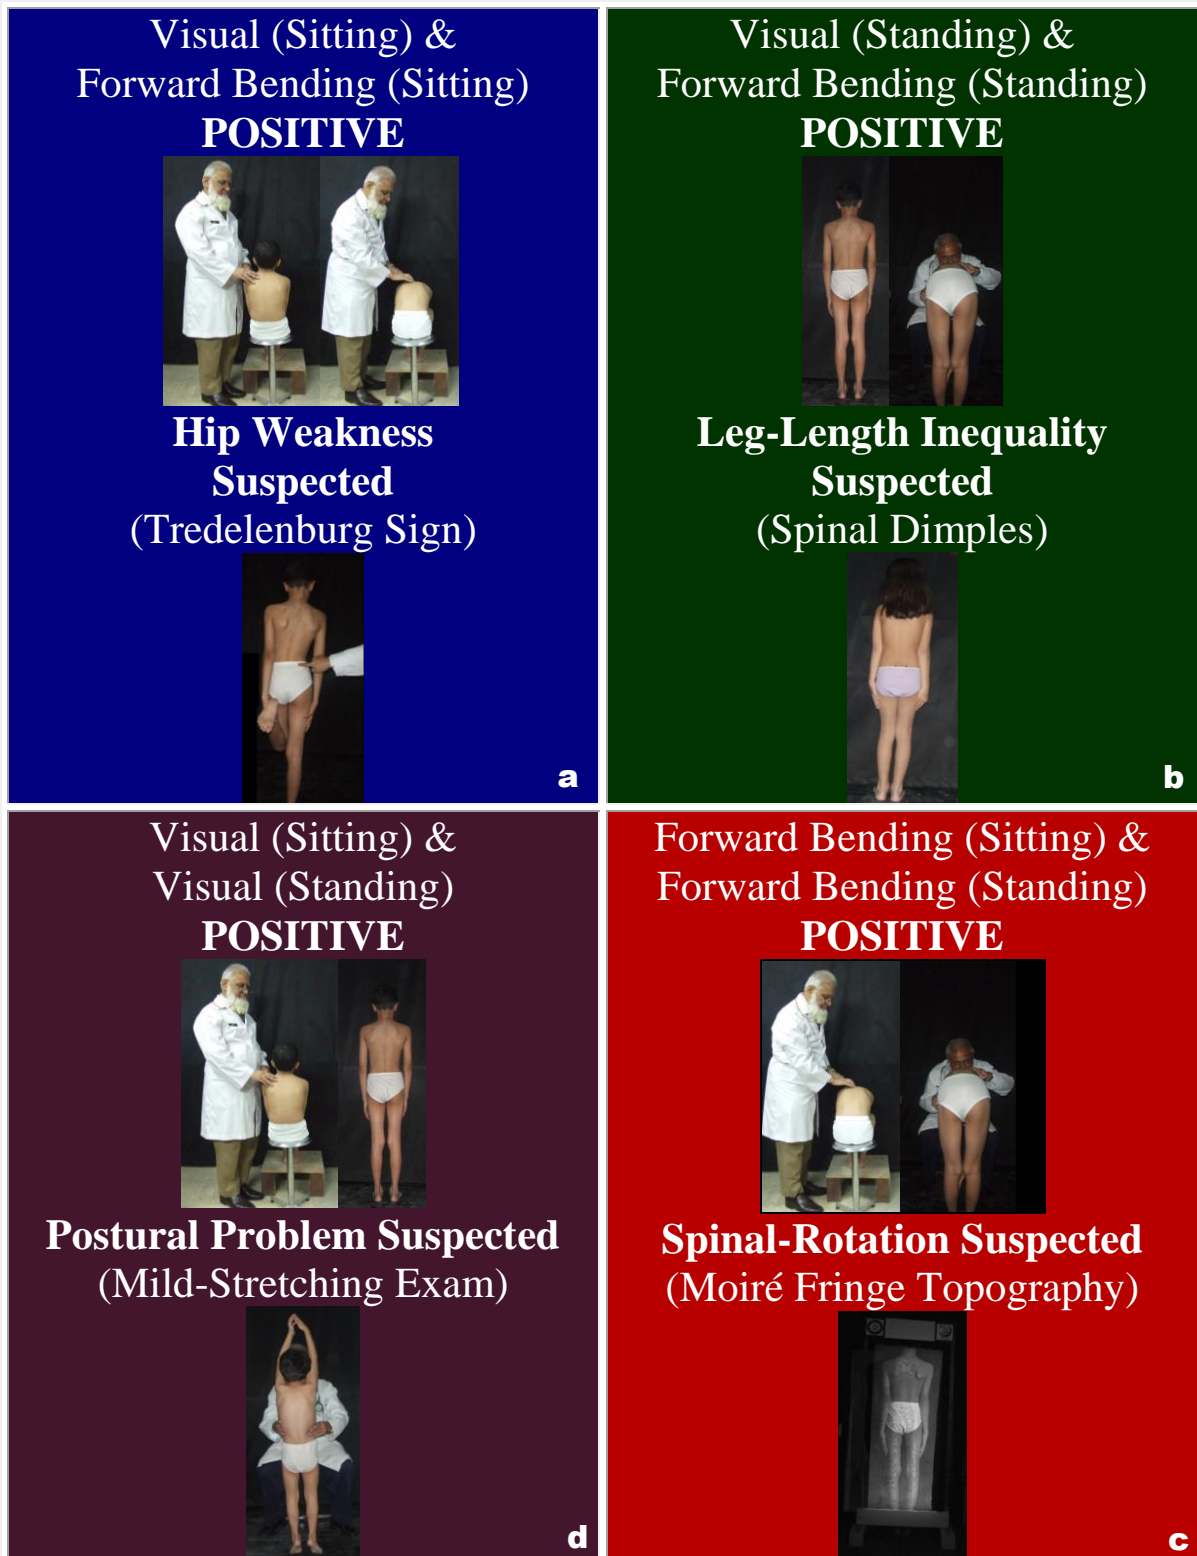 Visual (Sitting) &
Forward Bending (Sitting)
POSITIVE
Hip Weakness
Suspected
(Tredelenburg Sign)
a
Visual (Standing) &
Forward Bending (Standing)
POSITIVE
Leg-Length Inequality
Suspected
(Spinal Dimples)
b
Visual (Sitting) &
Visual (Standing)
POSITIVE
Postural Problem Suspected
(Mild-Stretching Exam)
d
Forward Bending (Sitting) &
Forward Bending (Standing)
POSITIVE
Spinal-Rotation Suspected
(Moiré Fringe Topography)
c